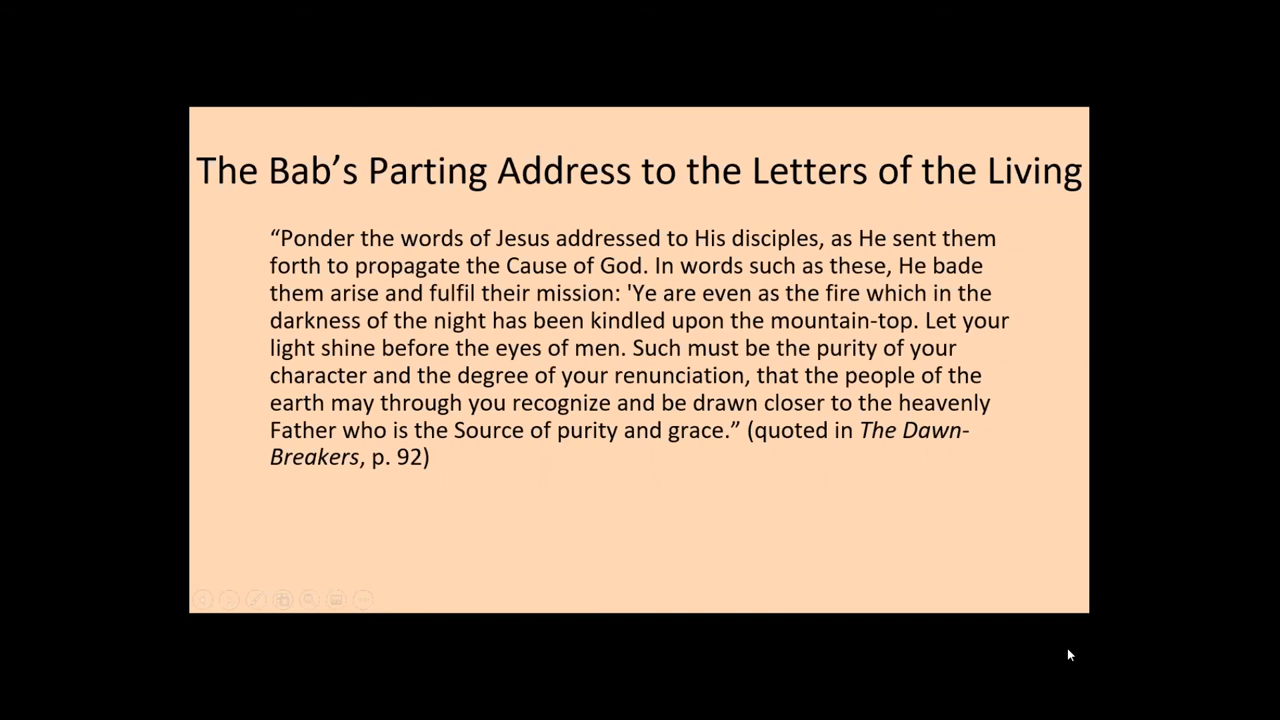 The Bab’s Parting Address to the Letters of the Living
“Ponder the words of Jesus addressed to His disciples, as He sent them
forth to propagate the Cause of God. In words such as these, He bade
them arise and fulfil their mission: 'Ye are even as the fire which in the
darkness of the night has been kindled upon the mountain-top. Let your
light shine before the eyes of men. Such must be the purity of your
character and the degree of your renunciation, that the people of the
earth may through you recognize and be drawn closer to the heavenly
Father who is the Source of purity and grace.” (quoted in The Dawn-
Breakers, p. 92)